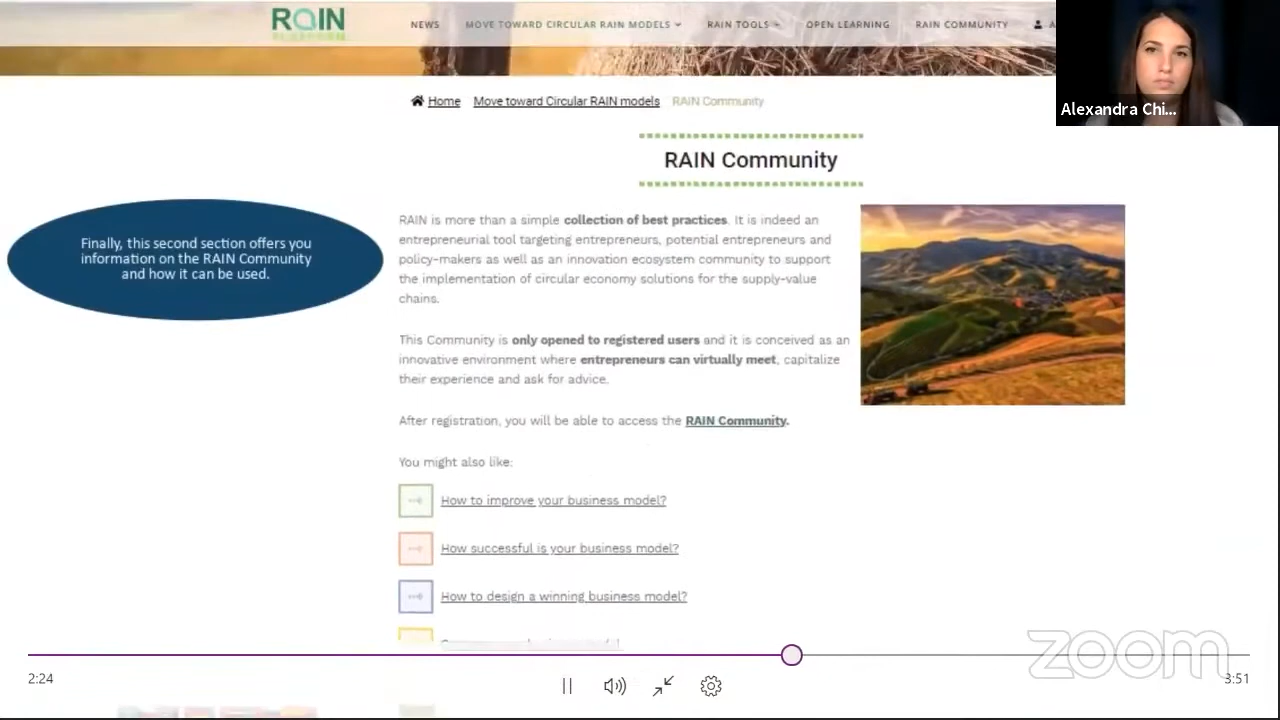 RAIN
NEWS
MOVE TOWARD CIRCULAR RAIN MODELS
RAIN TOOLS
OPEN LEARNING
RAIN COMMUNITY
A
Alexandra Chi...
Home
Move toward Circular RAIN models
RAIN Community
RAIN Community
Finally, this second section offers you
information on the RAIN Community
and how it can be used.
RAIN is more than a simple collection of best practices. It is indeed an
entrepreneurial tool targeting entrepreneurs, potential entrepreneurs and
policy-makers as well as an innovation ecosystem community to support
the implementation of circular economy solutions for the supply-value
chains.
This Community is only opened to registered users and it is conceived as an
innovative environment where entrepreneurs can virtually meet, capitalize
their experience and ask for advice.
After registration, you will be able to access the RAIN Community.
You might also like:
How to improve your business model?
How successful is your business model?
How to design a winning business model?
zoom
2:24
3:51